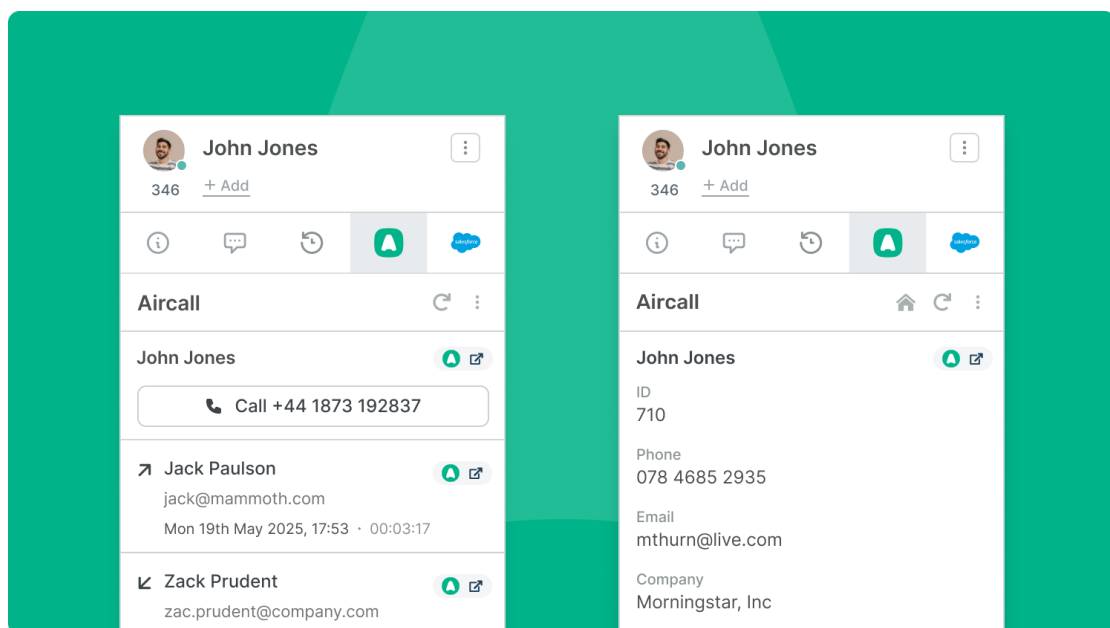 John Jones
346
+ Add
salesforce
Aircall
John Jones
Call +44 1873 192837
Jack Paulson
jack@mammoth.com
Mon 19th May 2025, 17:53 · 00:03:17
Zack Prudent
zac.prudent@company.com
John Jones
346
+ Add
salesforce
Aircall
John Jones
ID
710
Phone
078 4685 2935
Email
mthurn@live.com
Company
Morningstar, Inc